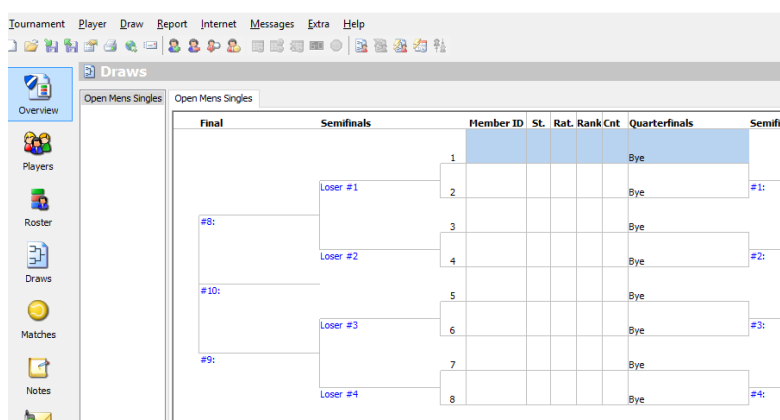 Tournament Player Draw Report Internet Messages Extra Help
Draws
Overview
Players
Roster
Draws
Matches
Notes
Open Mens Singles
Open Mens Singles
Final Semifinals Member ID St. Rat. Rank Cnt Quarterfinals Semifi
1 Bye
Loser #1 2 Bye #1:
#8: 3 Bye
Loser #2 4 Bye #2:
#10: 5 Bye
Loser #3 6 Bye #3:
#9: 7 Bye
Loser #4 8 Bye #4: